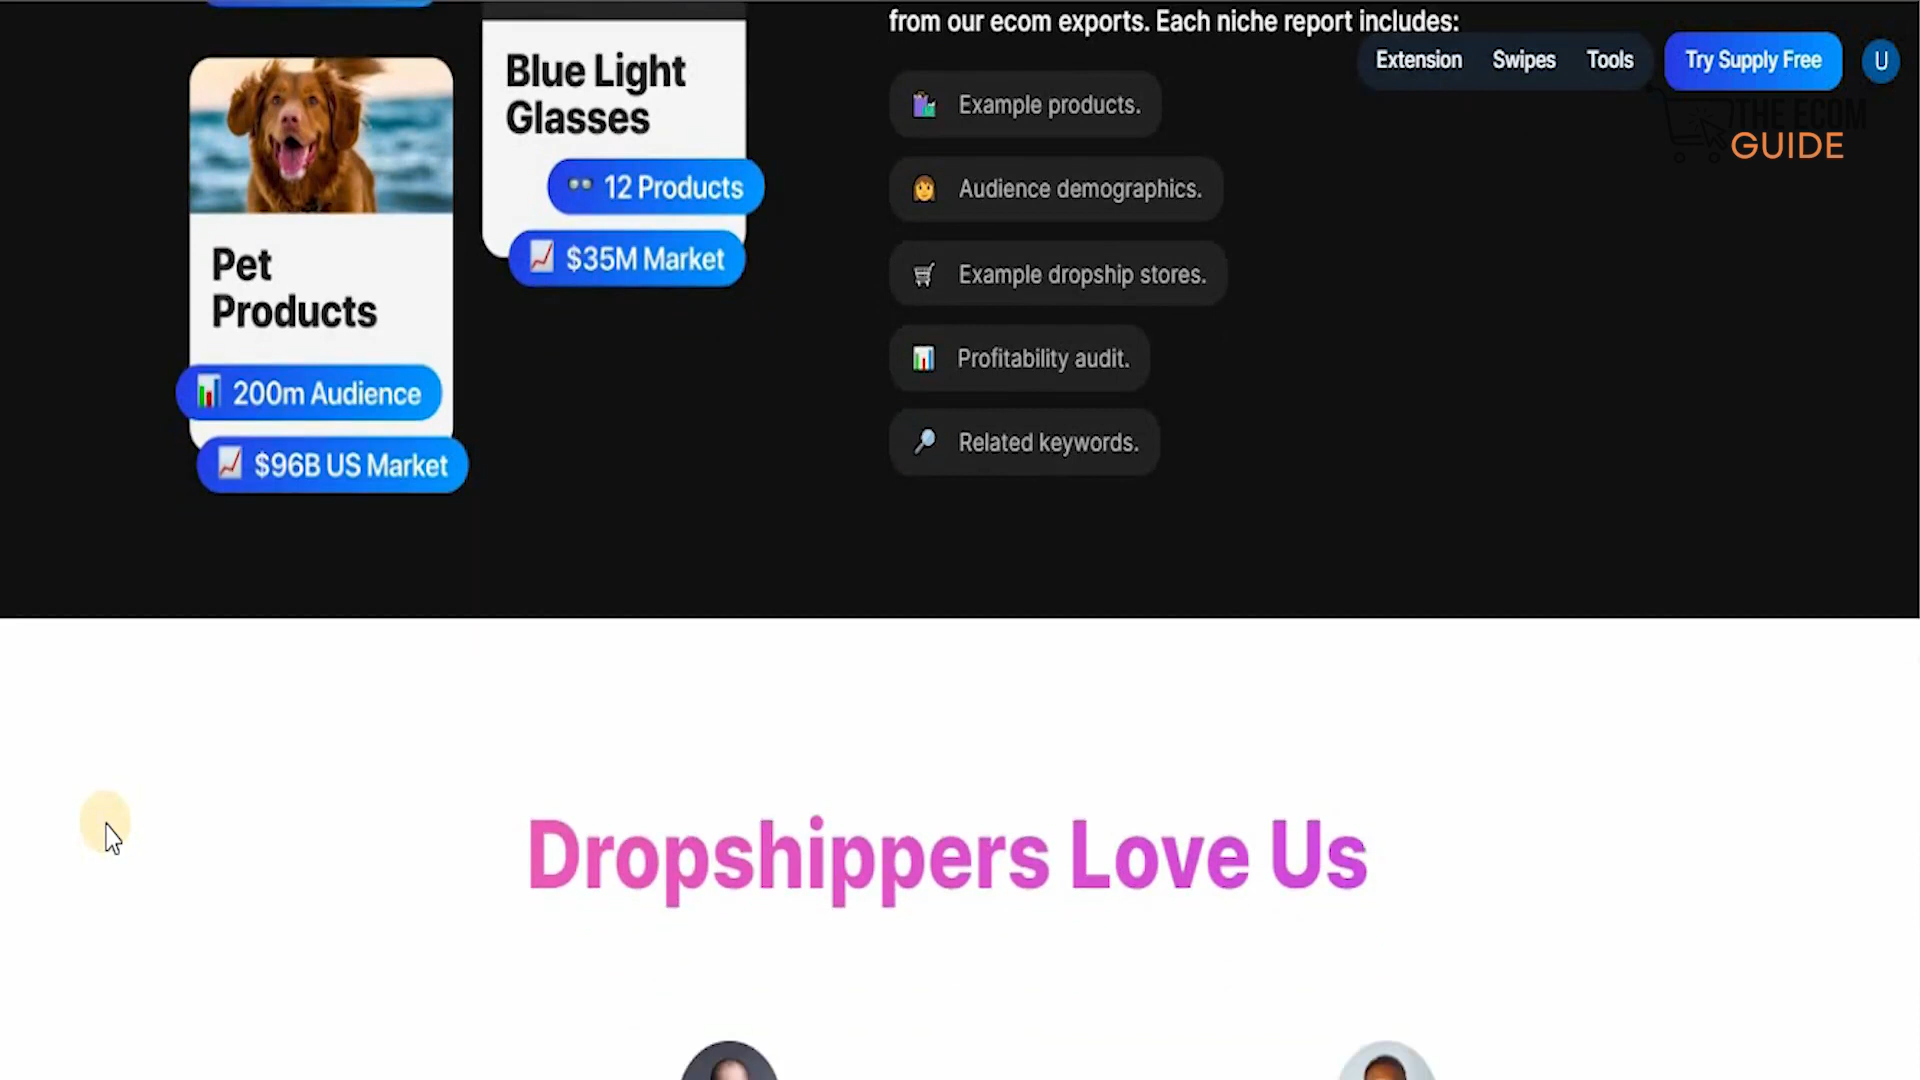 from our ecom exports. Each niche report includes:
Extension
Swipes
Tools
Try Supply Free
U
THE ECOM
GUIDE
Blue Light
Glasses
12 Products
$35M Market
Pet
Products
200m Audience
$96B US Market
Example products.
Audience demographics.
Example dropship stores.
Profitability audit.
Related keywords.
Dropshippers Love Us